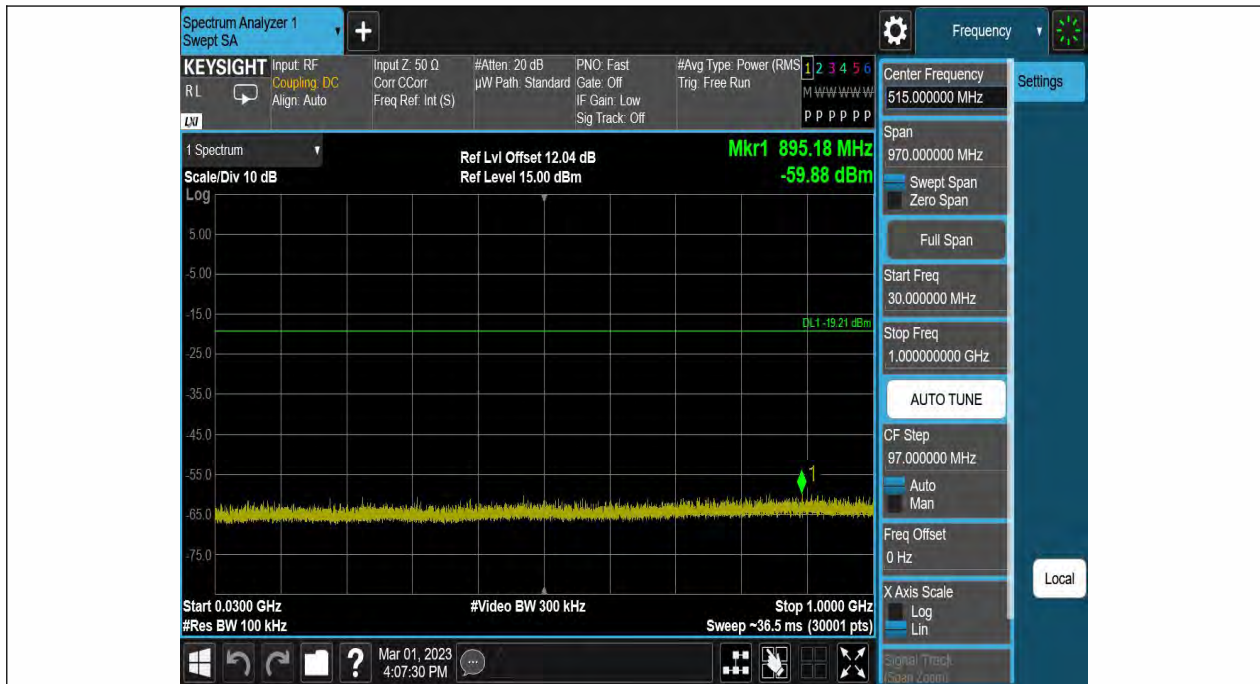 Spectrum Analyzer 1
Swept SA
+
Frequency
KEYSIGHT
R L
LXI
Input: RF
Coupling: DC
Align: Auto
Input Z: 50 Ω
Corr CCorr
Freq Ref: Int (S)
#Atten: 20 dB
µW Path: Standard
PNO: Fast
Gate: Off
IF Gain: Low
Sig Track: Off
#Avg Type: Power (RMS
Trig: Free Run
1 2 3 4 5 6
M W W W W W
P P P P P P
1 Spectrum
Scale/Div 10 dB
Log
Ref Lvl Offset 12.04 dB
Ref Level 15.00 dBm
Mkr1 895.18 MHz
-59.88 dBm
5.00
-5.00
-15.0
DL1 -19.21 dBm
-25.0
-35.0
-45.0
-55.0
1
-65.0
-75.0
Start 0.0300 GHz
#Res BW 100 kHz
#Video BW 300 kHz
Stop 1.0000 GHz
Sweep ~36.5 ms (30001 pts)
Center Frequency
515.000000 MHz
Settings
Span
970.000000 MHz
Swept Span
Zero Span
Full Span
Start Freq
30.000000 MHz
Stop Freq
1.000000000 GHz
AUTO TUNE
CF Step
97.000000 MHz
Auto
Man
Freq Offset
0 Hz
X Axis Scale
Log
Lin
Signal Track
(Span Zoom)
Local
?
Mar 01, 2023
4:07:30 PM